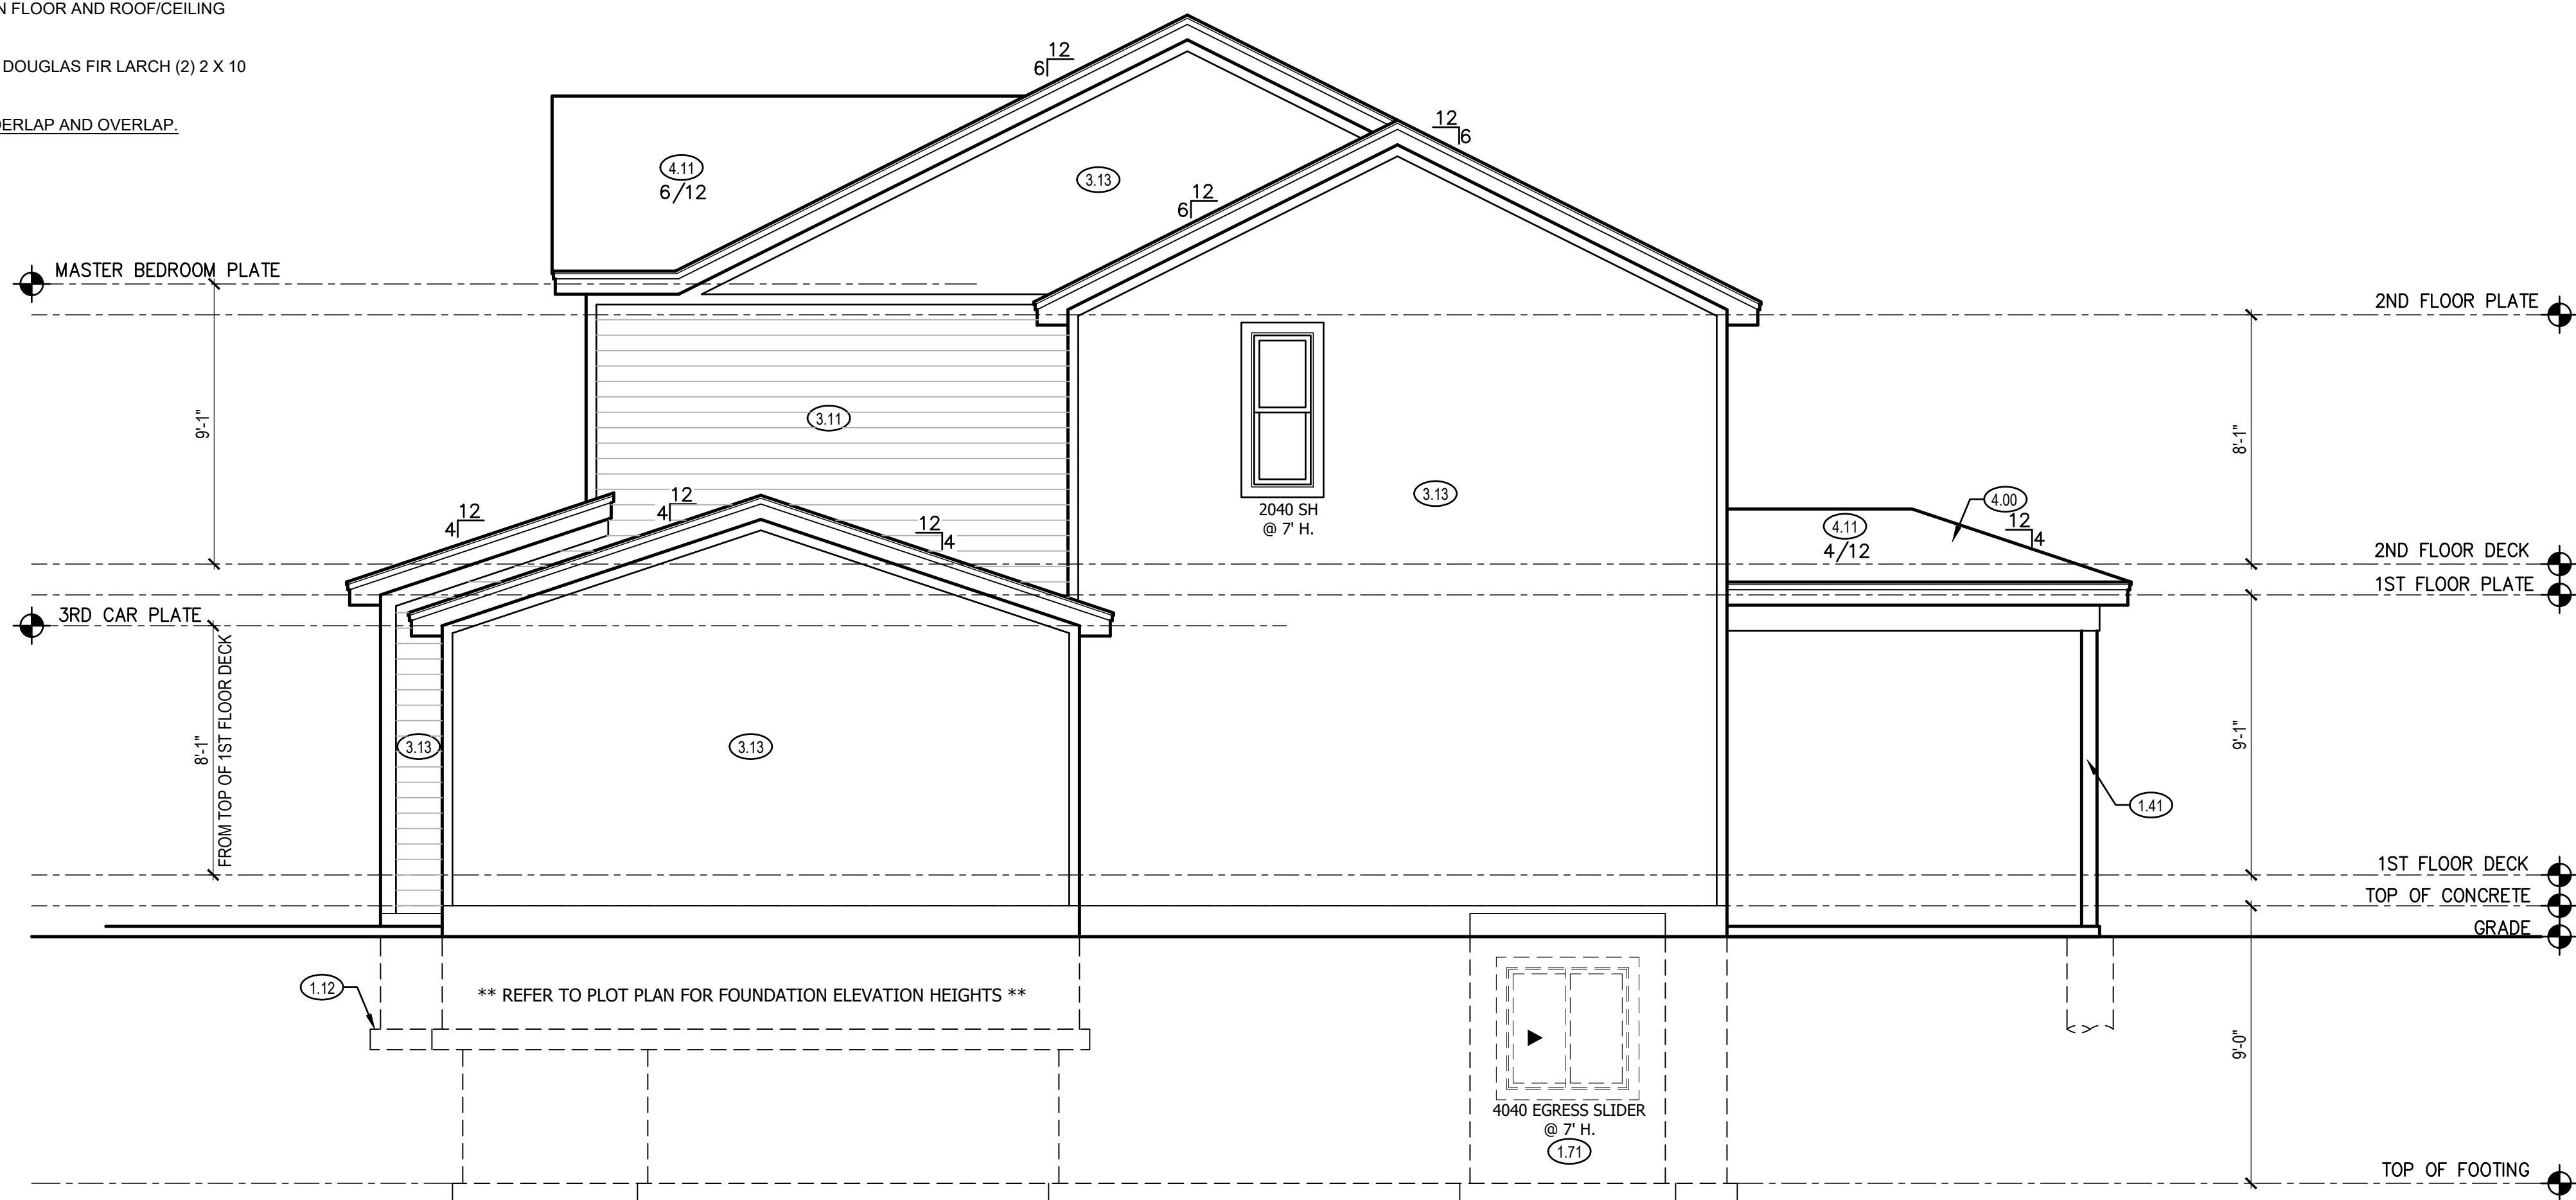 N FLOOR AND ROOF/CEILING
DOUGLAS FIR LARCH (2) 2 X 10
DERLAP AND OVERLAP.
12
6
12
6
4.11
6/12
3.13
12
6
MASTER BEDROOM PLATE
2ND FLOOR PLATE
9'-1"
3.11
8'-1"
3.13
2040 SH
@ 7' H.
12
4
12
4
12
4
4.00
4.11
4/12
12
4
2ND FLOOR DECK
1ST FLOOR PLATE
3RD CAR PLATE
8'-1"
FROM TOP OF 1ST FLOOR DECK
3.13
3.13
9'-1"
1.41
1ST FLOOR DECK
TOP OF CONCRETE
GRADE
1.12
** REFER TO PLOT PLAN FOR FOUNDATION ELEVATION HEIGHTS **
9'-0"
4040 EGRESS SLIDER
@ 7' H.
1.71
TOP OF FOOTING